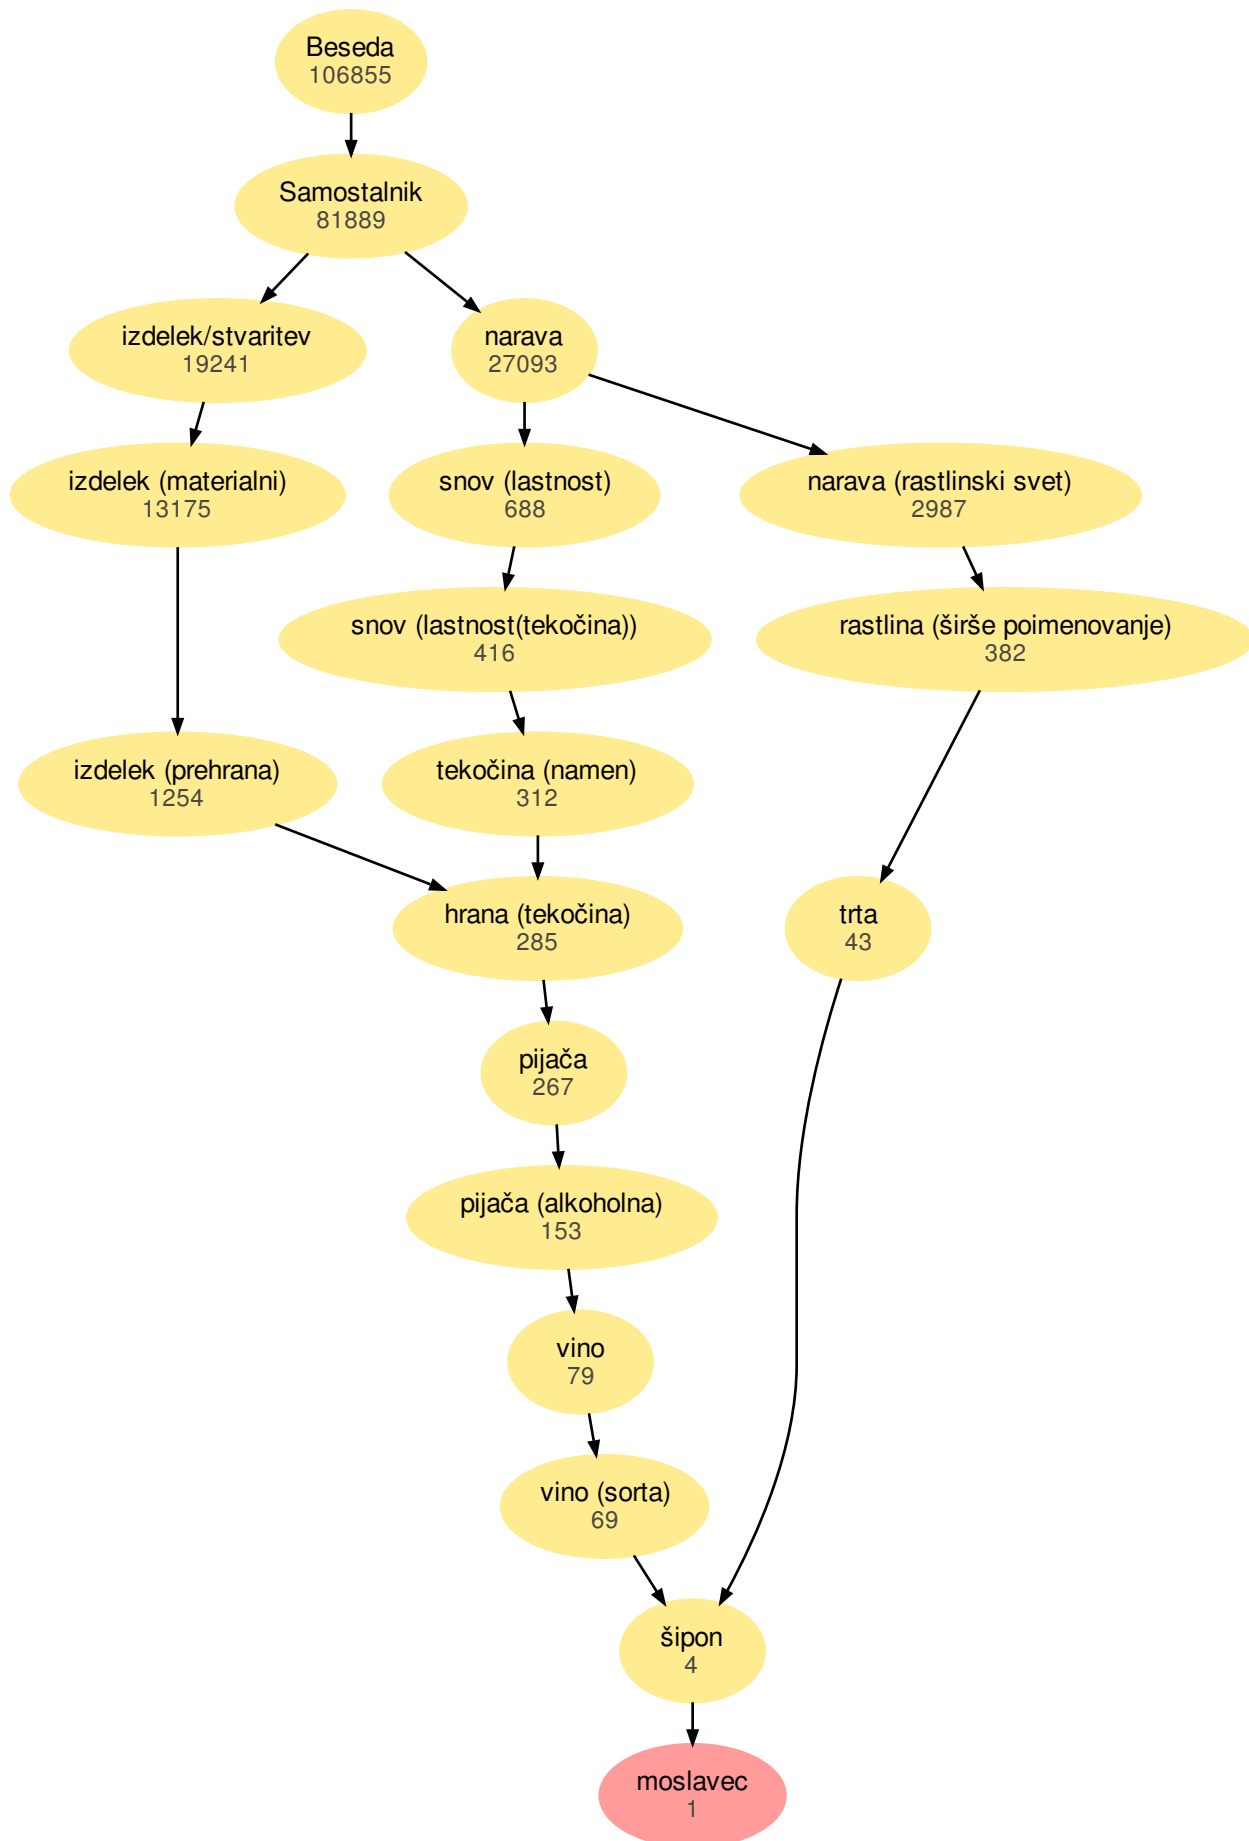 Beseda
106855
Samostalnik
81889
izdelek/stvaritev
19241
narava
27093
izdelek (materialni)
13175
snov (lastnost)
688
narava (rastlinski svet)
2987
snov (lastnost(tekočina))
416
rastlina (širše poimenovanje)
382
izdelek (prehrana)
1254
tekočina (namen)
312
hrana (tekočina)
285
trta
43
pijača
267
pijača (alkoholna)
153
vino
79
vino (sorta)
69
šipon
4
moslavec
1